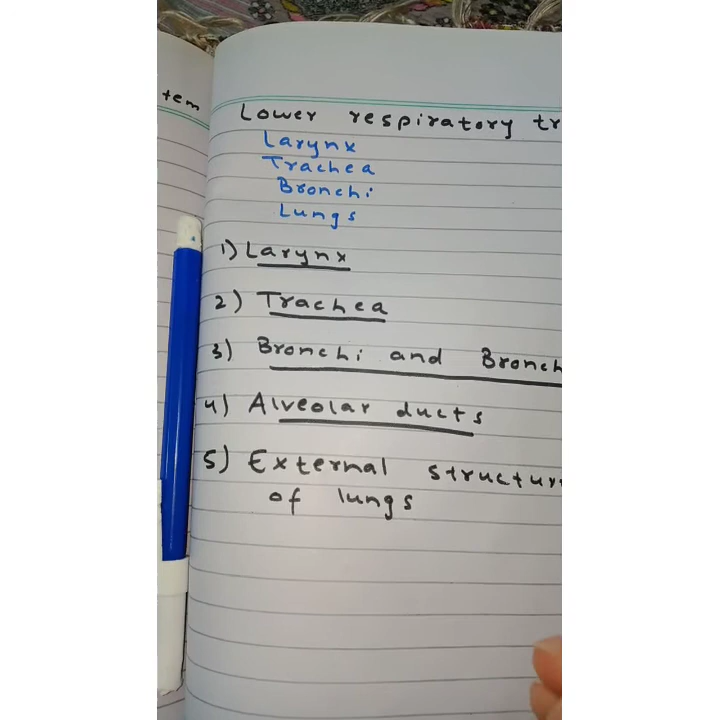 tem
Lower respiratory tr
Larynx
Trachea
Bronchi
Lungs
1) Larynx
2) Trachea
3) Bronchi and Bronch
4) Alveolar ducts
5) External structur
of lungs